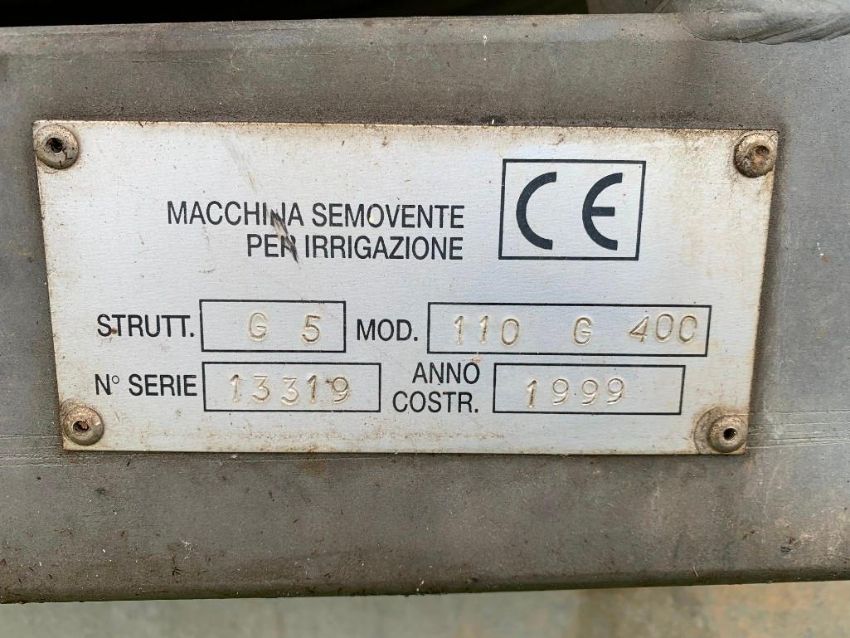 MACCHINA SEMOVENTE
PER IRRIGAZIONE
CE
STRUTT. G 5 MOD. 110 G 400
N° SERIE 13319 ANNO COSTR. 1999